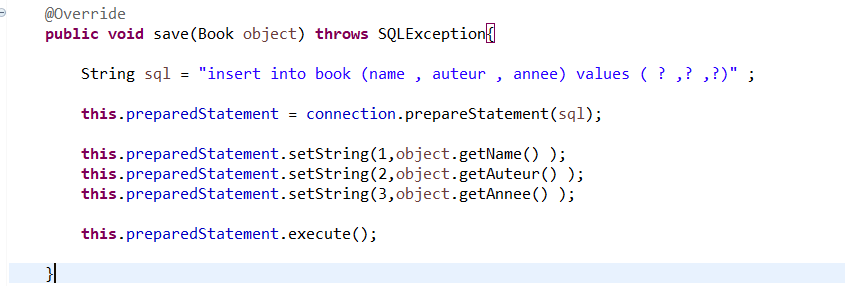 @Override
public void save(Book object) throws SQLException{
String sql = "insert into book (name , auteur , annee) values ( ? ,? ,?)" ;
this.preparedStatement = connection.prepareStatement(sql);
this.preparedStatement.setString(1,object.getName() );
this.preparedStatement.setString(2,object.getAuteur() );
this.preparedStatement.setString(3,object.getAnnee() );
this.preparedStatement.execute();
}